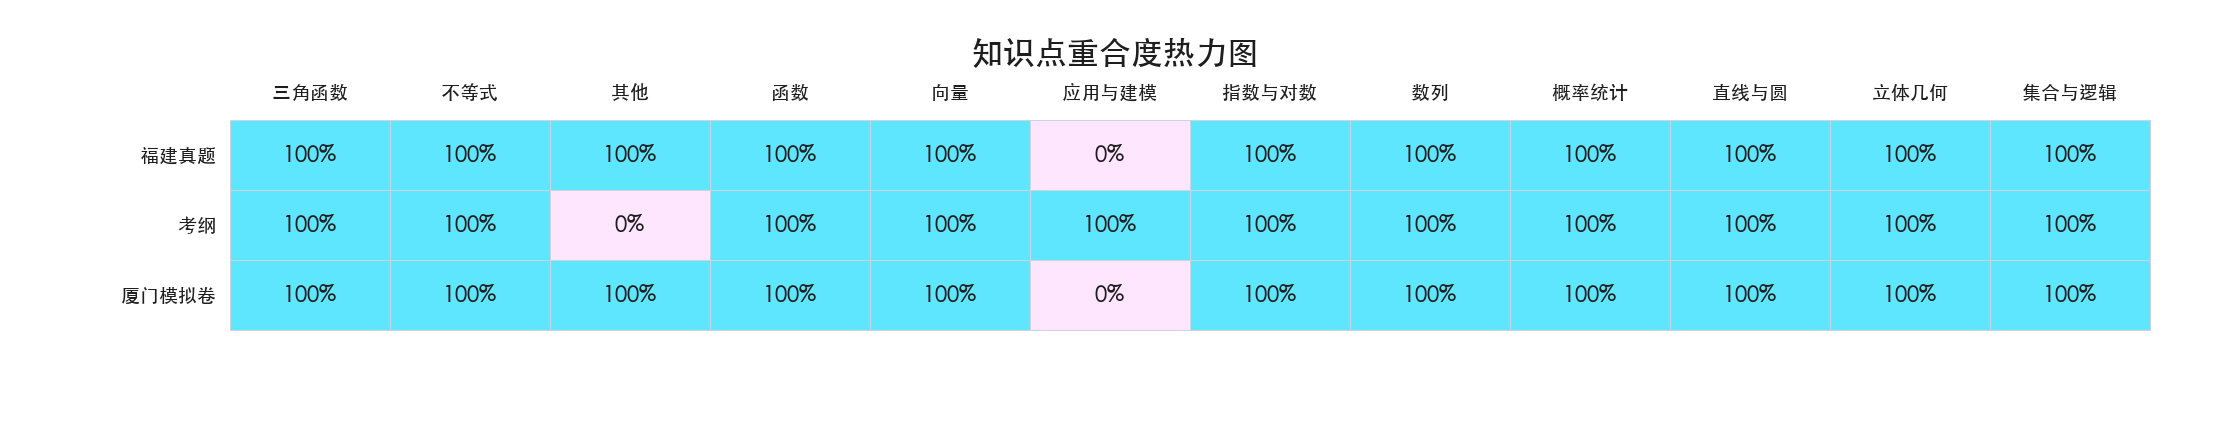 知识点重合度热力图
三角函数 不等式 其他 函数 向量 应用与建模 指数与对数 数列 概率统计 直线与圆 立体几何 集合与逻辑
福建真题 100% 100% 100% 100% 100% 0% 100% 100% 100% 100% 100% 100%
考纲 100% 100% 0% 100% 100% 100% 100% 100% 100% 100% 100% 100%
厦门模拟卷 100% 100% 100% 100% 100% 0% 100% 100% 100% 100% 100% 100%